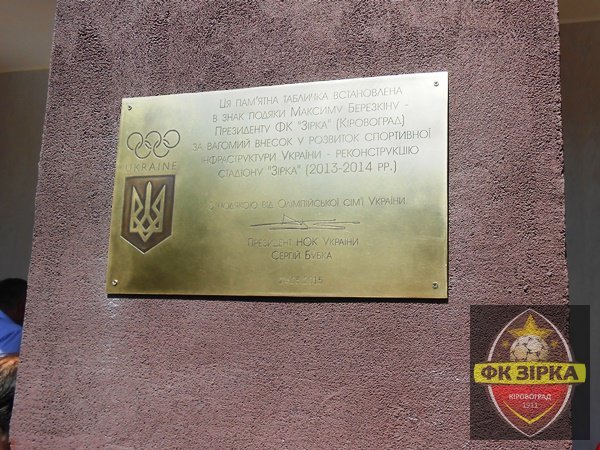 Ця пам'ятна табличка встановлена
в знак подяки Максиму Березкіну -
Президенту ФК "Зірка" (Кіровоград)
за вагомий внесок у розвиток спортивної
інфраструктури України - реконструкцію
стадіону "Зірка" (2013-2014 рр.)
UKRAINE
З подякою від Олімпійської сім'ї України
Президент НОК України
Сергій Бубка
2015
ФК ЗІРКА
КІРОВОГРАД
1911